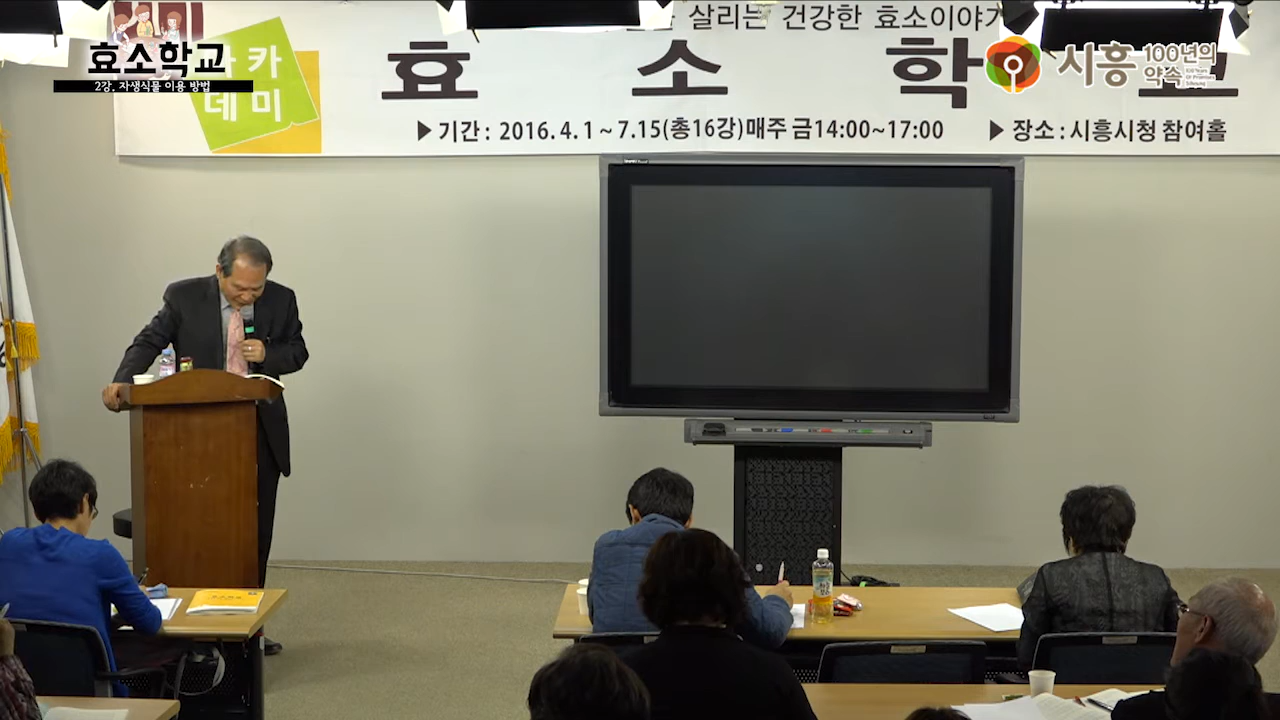 살리는 건강한 효소이야기
효소학교
2강. 자생식물 이용 방법
카
데미
효 소 학 교
시흥 100년의 약속
▶기간 : 2016.4.1~7.15(총16강)매주 금14:00~17:00 ▶장소 : 시흥시청 참여홀